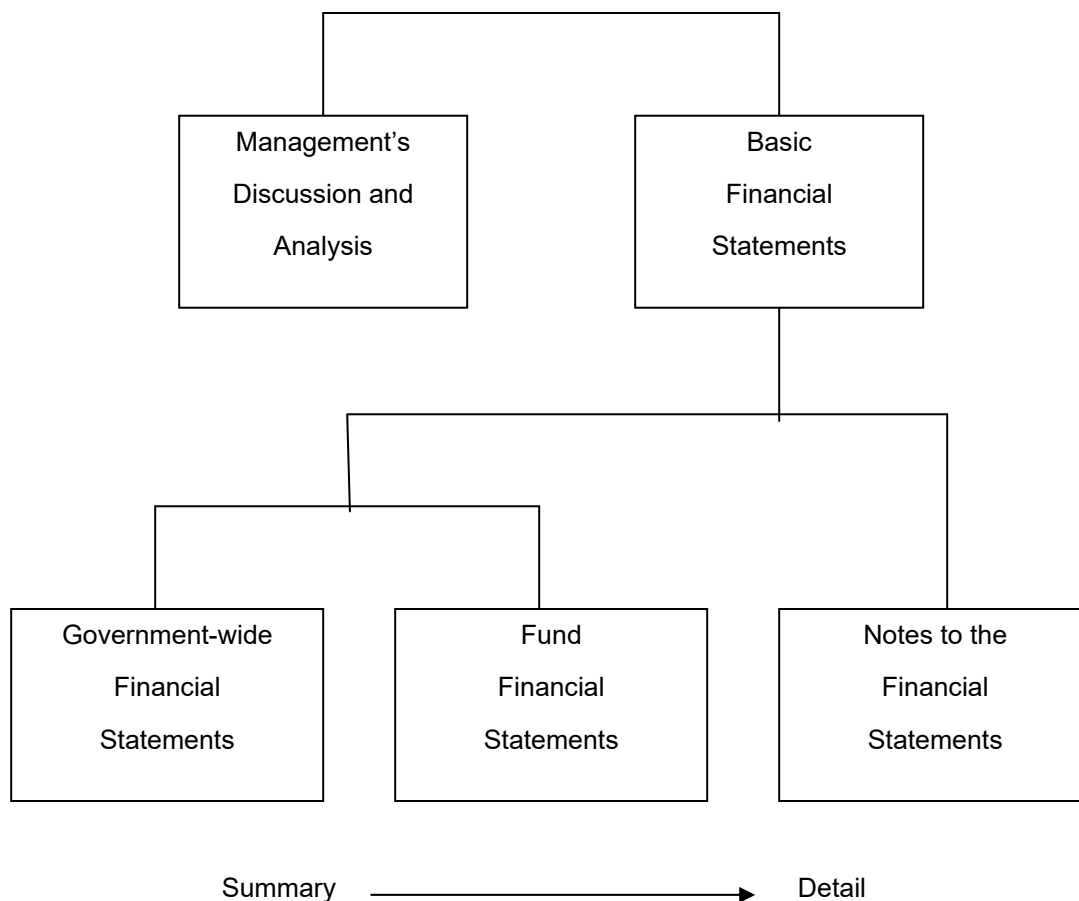 Management’s
Discussion and
Analysis
Basic
Financial
Statements
Government-wide
Financial
Statements
Fund
Financial
Statements
Notes to the
Financial
Statements
Summary
Detail